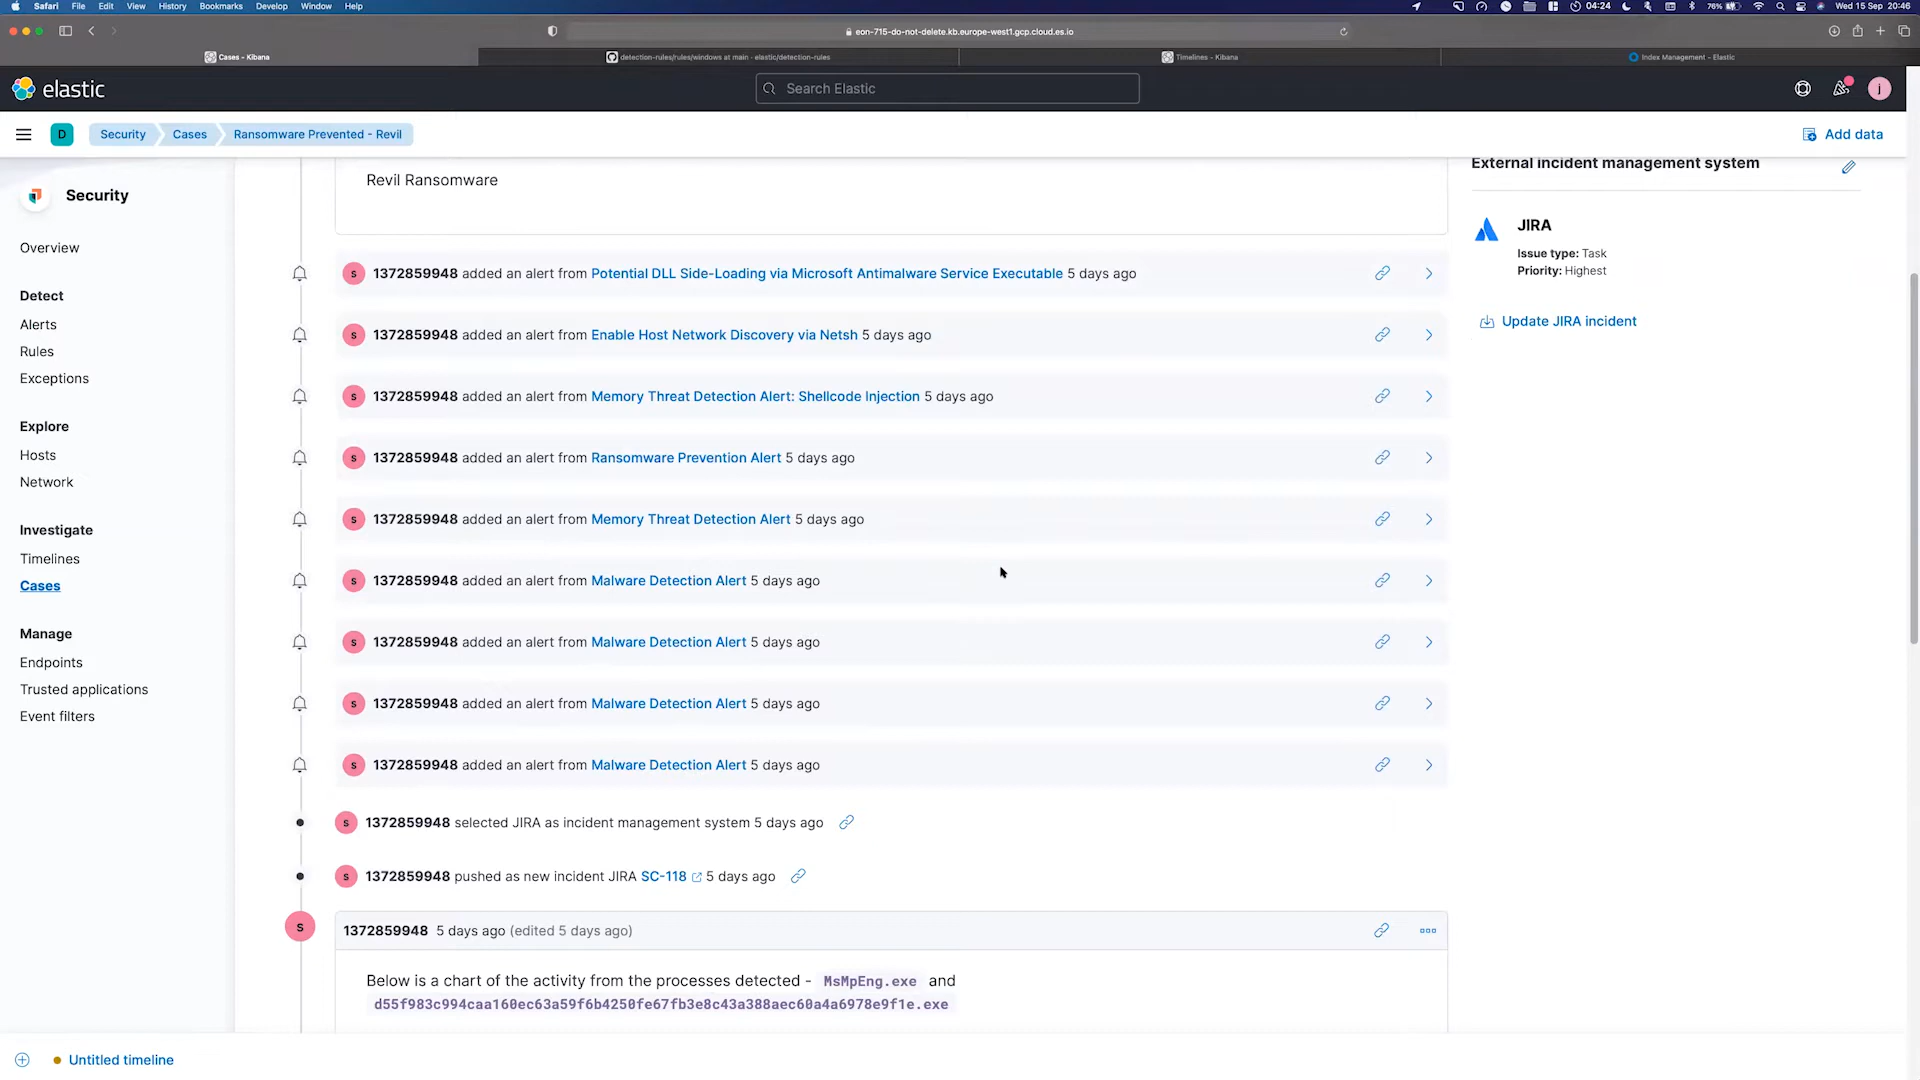 Safari File Edit View History Bookmarks Develop Window Help
04:24 76% Wed 15 Sep 20:46
eon-715-do-not-delete.kb.europe-west1.gcp.cloud.es.io
Cases - Kibana
detection-rules/rules/windows at main · elastic/detection-rules
Timelines - Kibana
Index Management - Elastic
elastic
Search Elastic
j
D
Security
Cases
Ransomware Prevented - Revil
Add data
Security
Overview
Detect
Alerts
Rules
Exceptions
Explore
Hosts
Network
Investigate
Timelines
Cases
Manage
Endpoints
Trusted applications
Event filters
Revil Ransomware
s 1372859948 added an alert from Potential DLL Side-Loading via Microsoft Antimalware Service Executable 5 days ago
s 1372859948 added an alert from Enable Host Network Discovery via Netsh 5 days ago
s 1372859948 added an alert from Memory Threat Detection Alert: Shellcode Injection 5 days ago
s 1372859948 added an alert from Ransomware Prevention Alert 5 days ago
s 1372859948 added an alert from Memory Threat Detection Alert 5 days ago
s 1372859948 added an alert from Malware Detection Alert 5 days ago
s 1372859948 added an alert from Malware Detection Alert 5 days ago
s 1372859948 added an alert from Malware Detection Alert 5 days ago
s 1372859948 added an alert from Malware Detection Alert 5 days ago
s 1372859948 selected JIRA as incident management system 5 days ago
s 1372859948 pushed as new incident JIRA SC-118 5 days ago
s 1372859948 5 days ago (edited 5 days ago)
Below is a chart of the activity from the processes detected - MsMpEng.exe and
d55f983c994caa160ec63a59f6b4250fe67fb3e8c43a388aec60a4a6978e9f1e.exe
External incident management system
JIRA
Issue type: Task
Priority: Highest
Update JIRA incident
Untitled timeline